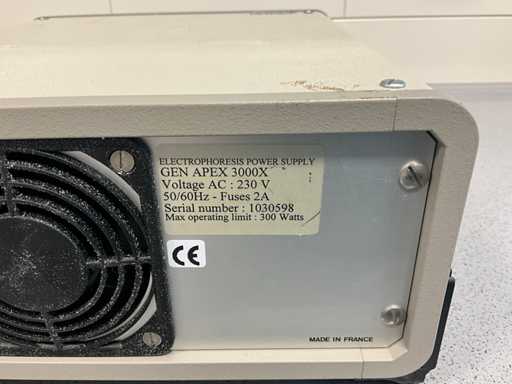 ELECTROPHORESIS POWER SUPPLY
GEN APEX 3000X
Voltage AC : 230 V
50/60Hz - Fuses 2A
Serial number : 1030598
Max operating limit : 300 Watts
CE
MADE IN FRANCE